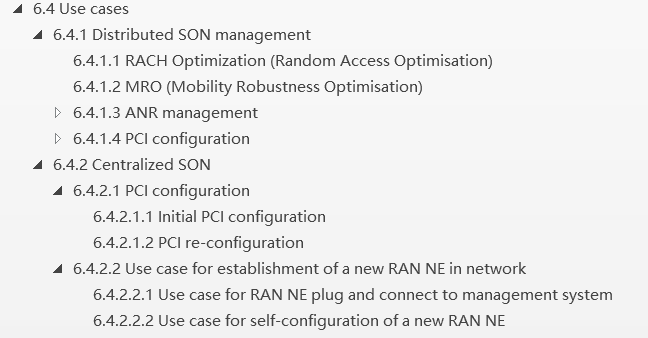 6.4 Use cases
6.4.1 Distributed SON management
6.4.1.1 RACH Optimization (Random Access Optimisation)
6.4.1.2 MRO (Mobility Robustness Optimisation)
6.4.1.3 ANR management
6.4.1.4 PCI configuration
6.4.2 Centralized SON
6.4.2.1 PCI configuration
6.4.2.1.1 Initial PCI configuration
6.4.2.1.2 PCI re-configuration
6.4.2.2 Use case for establishment of a new RAN NE in network
6.4.2.2.1 Use case for RAN NE plug and connect to management system
6.4.2.2.2 Use case for self-configuration of a new RAN NE